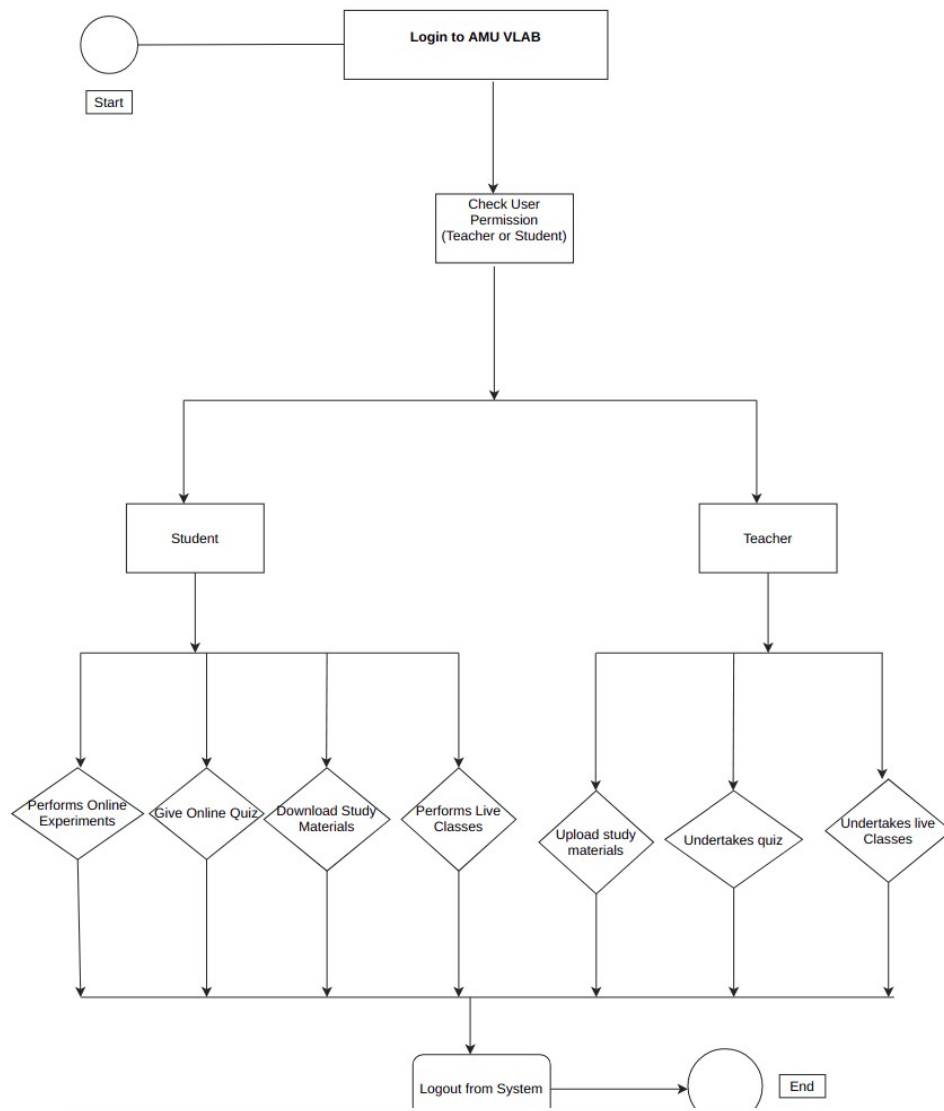 Login to AMU VLAB
Start
Check User
Permission
(Teacher or Student)
Student
Teacher
Performs Online
Experiments
Give Online Quiz
Download Study
Materials
Performs Live
Classes
Upload study
materials
Undertakes quiz
Undertakes live
Classes
Logout from System
End